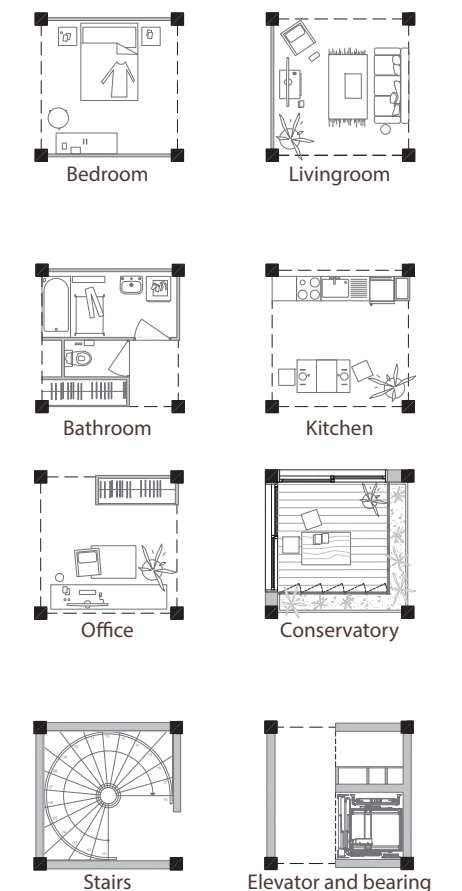 Bedroom
Livingroom
Bathroom
Kitchen
Office
Conservatory
Stairs
Elevator and bearing